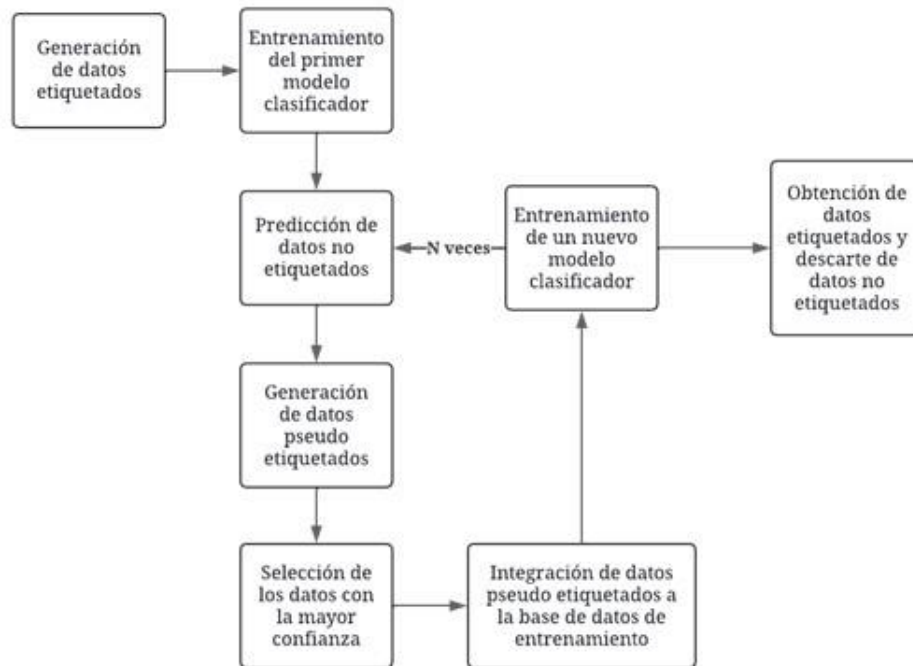 Generación
de datos
etiquetados
Entrenamiento
del primer
modelo
clasificador
Predicción de
datos no
etiquetados
N veces
Entrenamiento
de un nuevo
modelo
clasificador
Obtención de
datos
etiquetados y
descarte de
datos no
etiquetados
Generación
de datos
pseudo
etiquetados
Selección de
los datos con
la mayor
confianza
Integración de datos
pseudo etiquetados a
la base de datos de
entrenamiento